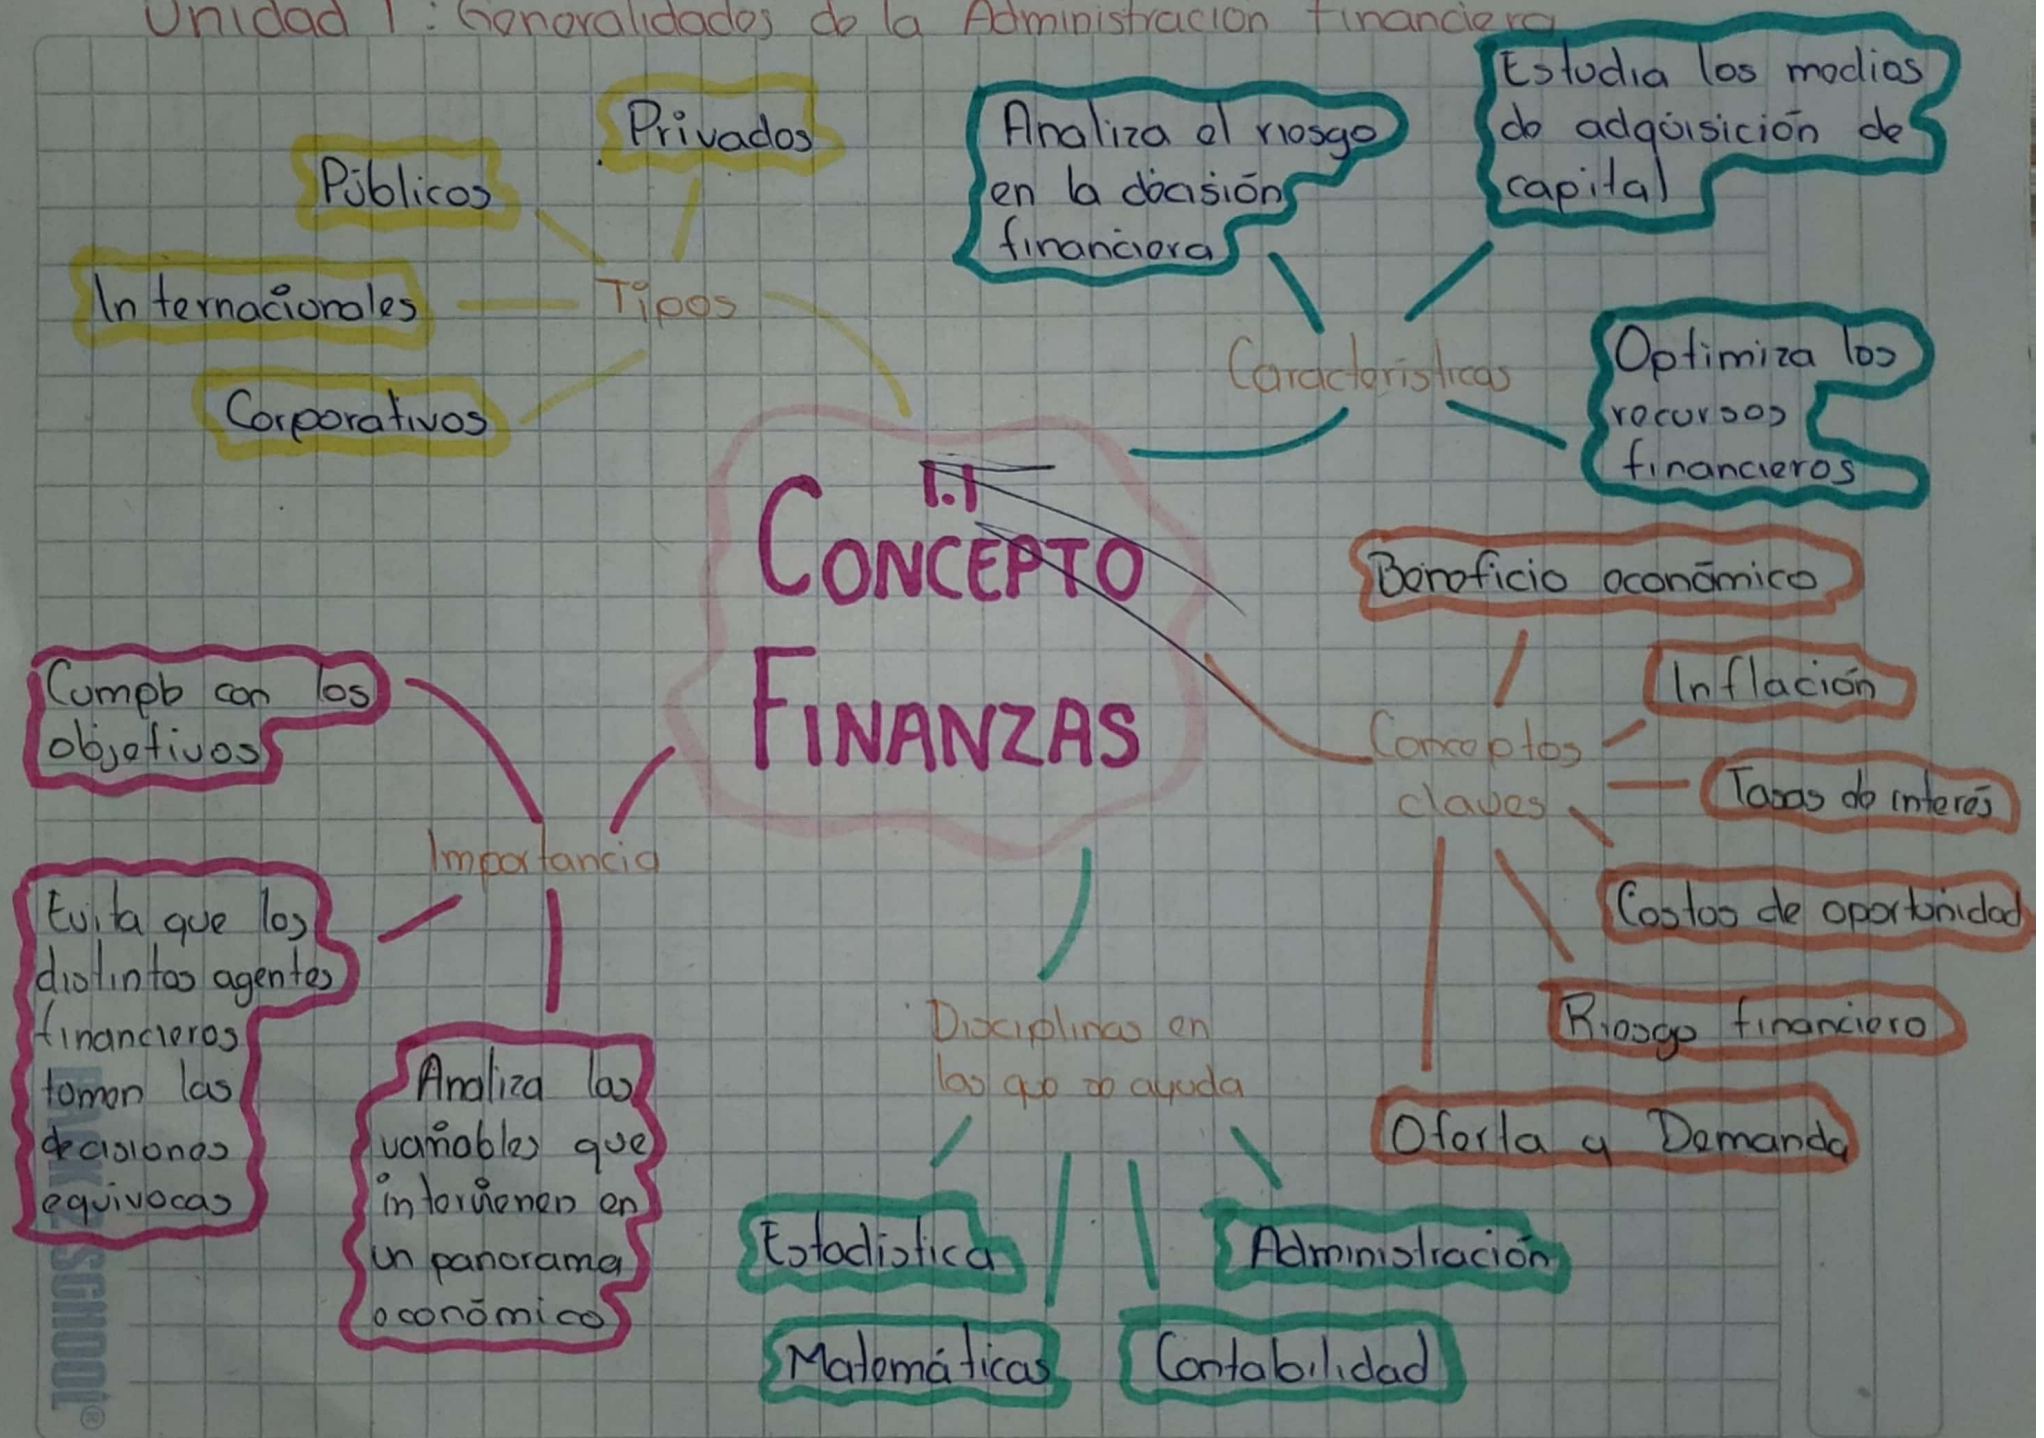 Unidad 1: Generalidades de la Administración Financiera
Privados
Públicos
Internacionales
Corporativos
Tipos
Analiza el riesgo
en la decisión
financiera
Estudia los medios
de adquisición de
capital
Características
Optimiza los
recursos
financieros
1.1
CONCEPTO
FINANZAS
Beneficio económico
Inflación
Conceptos
claves
Tasas de interés
Costos de oportunidad
Riesgo financiero
Oferta y Demanda
Cumple con los
objetivos
Importancia
Evita que los
distintos agentes
financieros
tomen las
decisiones
equivocas
Analiza las
variables que
intervienen en
un panorama
económico
Disciplinas en
las que se ayuda
Estadística
Administración
Matemáticas
Contabilidad